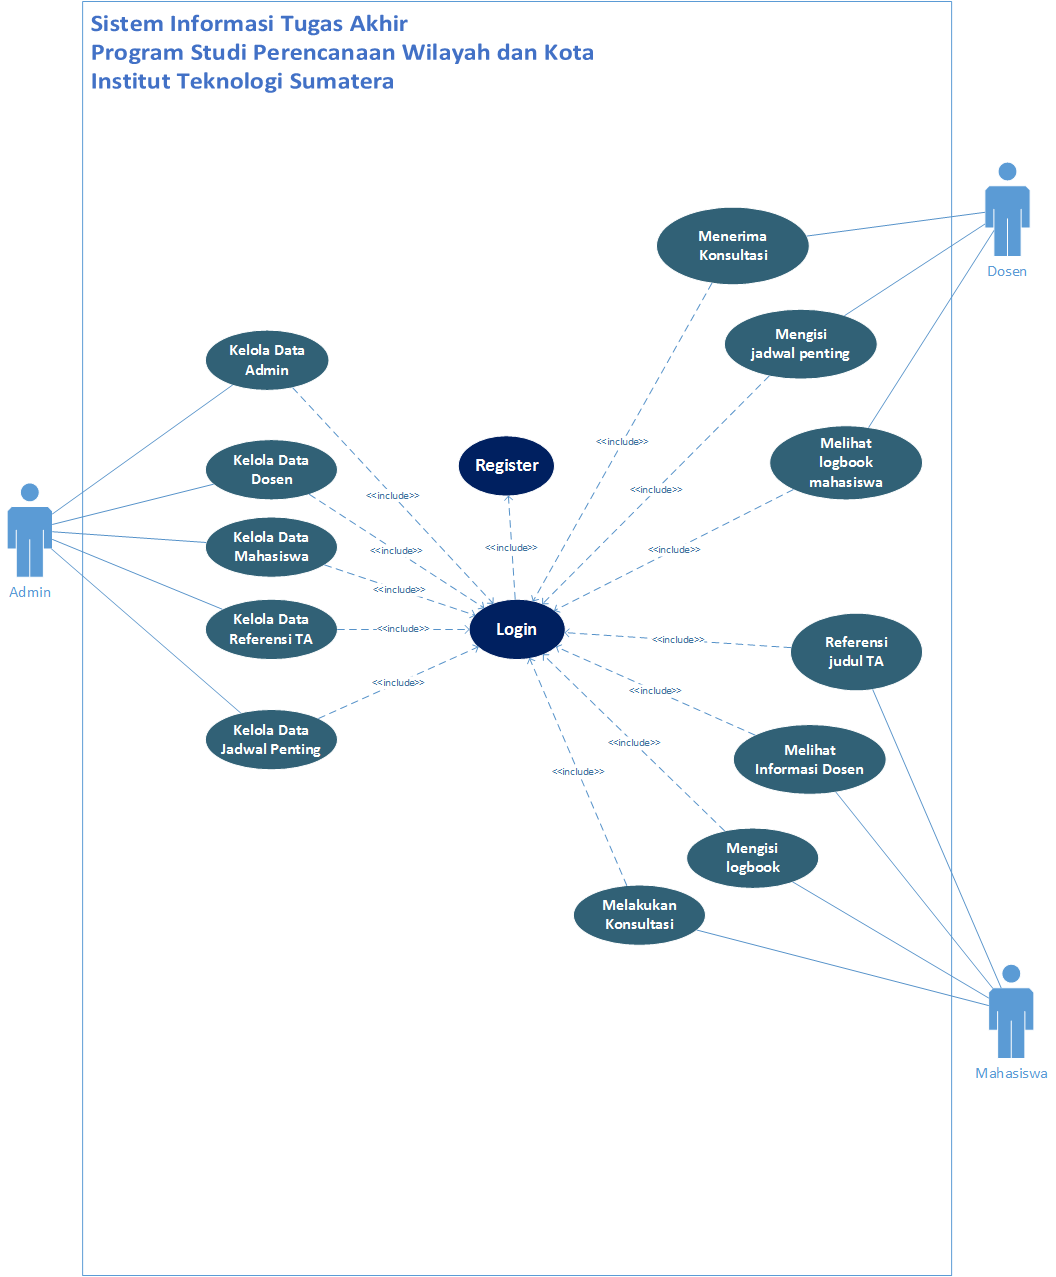 Sistem Informasi Tugas Akhir
Program Studi Perencanaan Wilayah dan Kota
Institut Teknologi Sumatera
Menerima
Konsultasi
Dosen
Mengisi
jadwal penting
Kelola Data
Admin
Melihat
logbook
mahasiswa
<<include>>
Register
Kelola Data
Dosen
<<include>>
<<include>>
Kelola Data
Mahasiswa
<<include>>
<<include>>
<<include>>
Admin
<<include>>
Kelola Data
Referensi TA
<<include>>
Login
<<include>>
Referensi
judul TA
<<include>>
<<include>>
Kelola Data
Jadwal Penting
<<include>>
Melihat
Informasi Dosen
<<include>>
Mengisi
logbook
Melakukan
Konsultasi
Mahasiswa